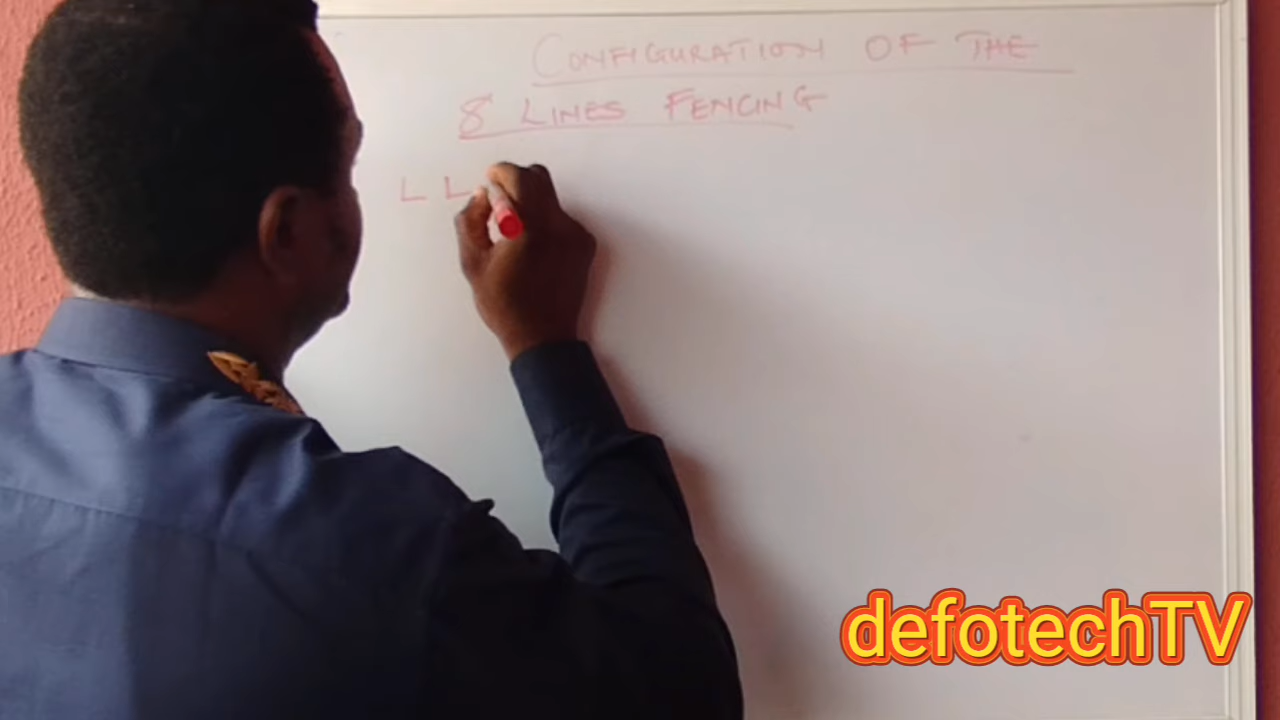 CONFIGURATION OF THE
8 LINES FENCING
L L
defotechTV